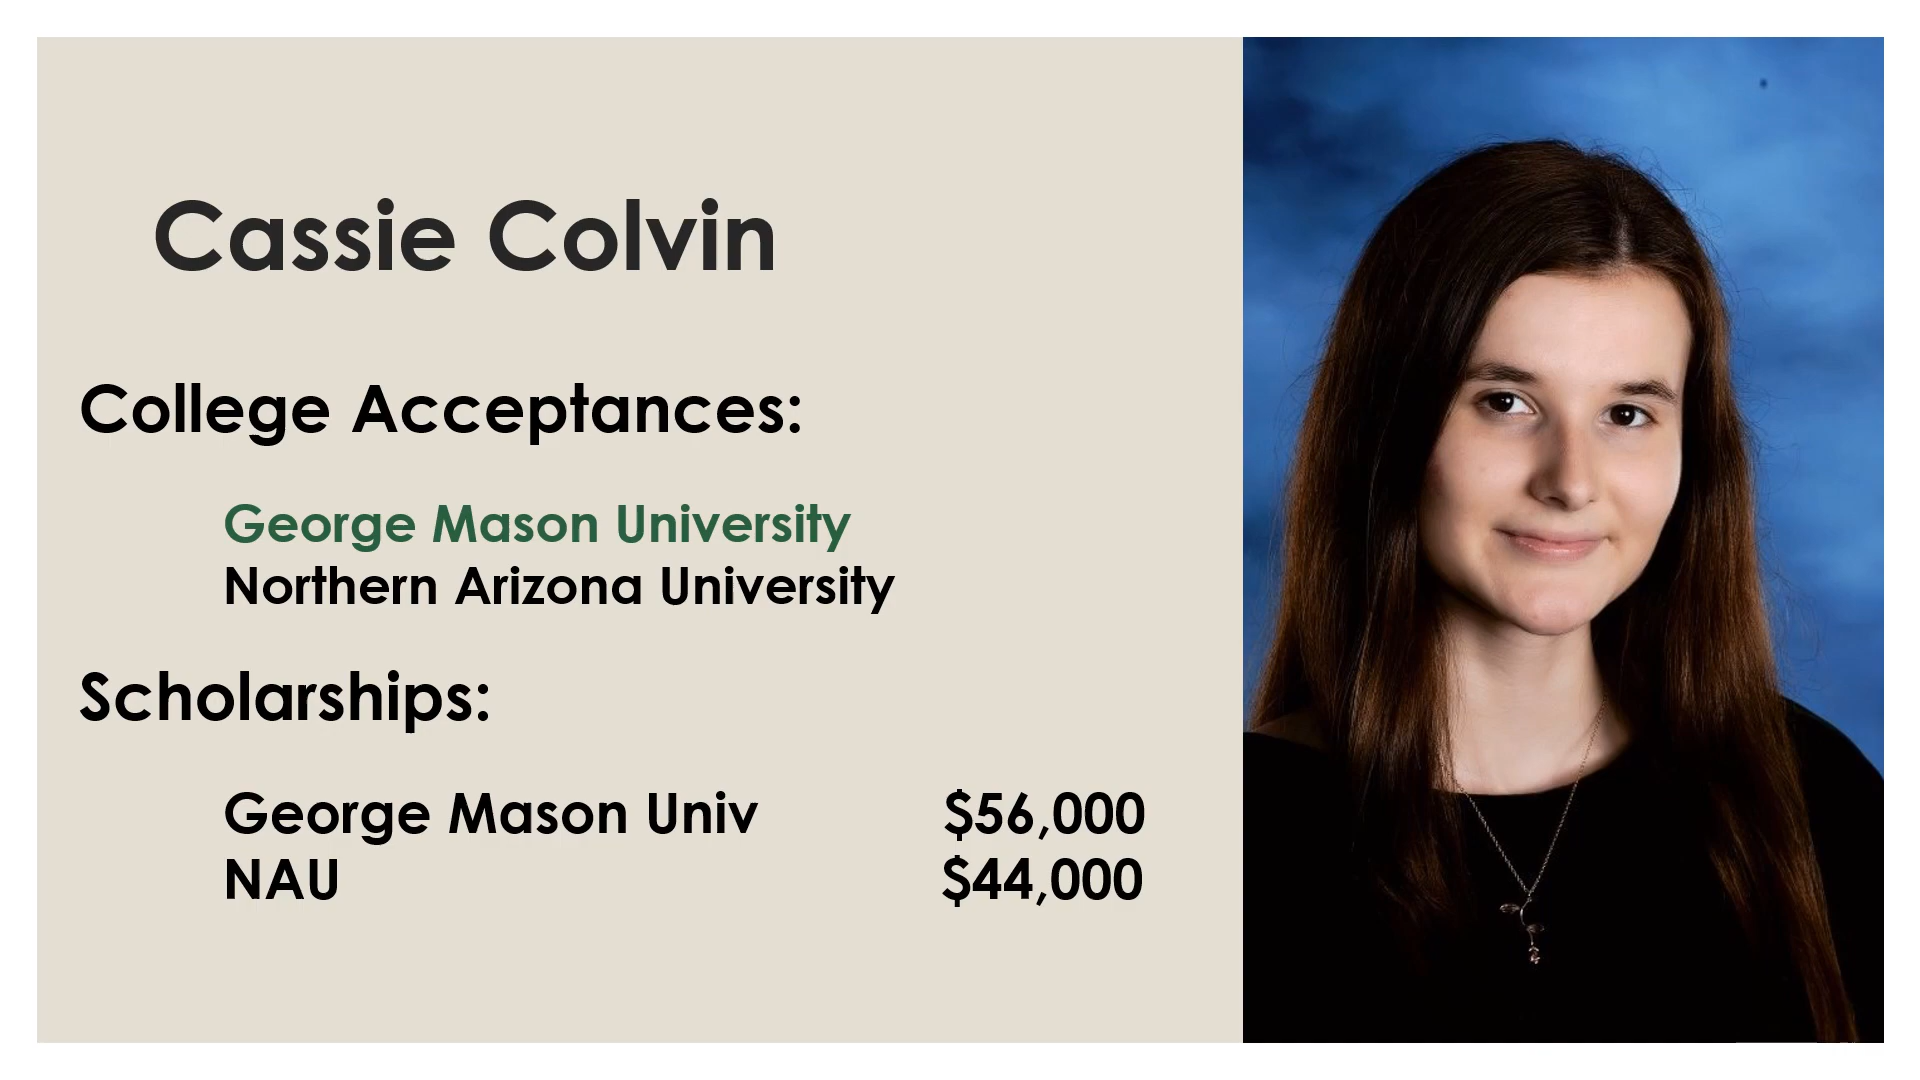 Cassie Colvin
College Acceptances:
George Mason University
Northern Arizona University
Scholarships:
George Mason Univ $56,000
NAU $44,000